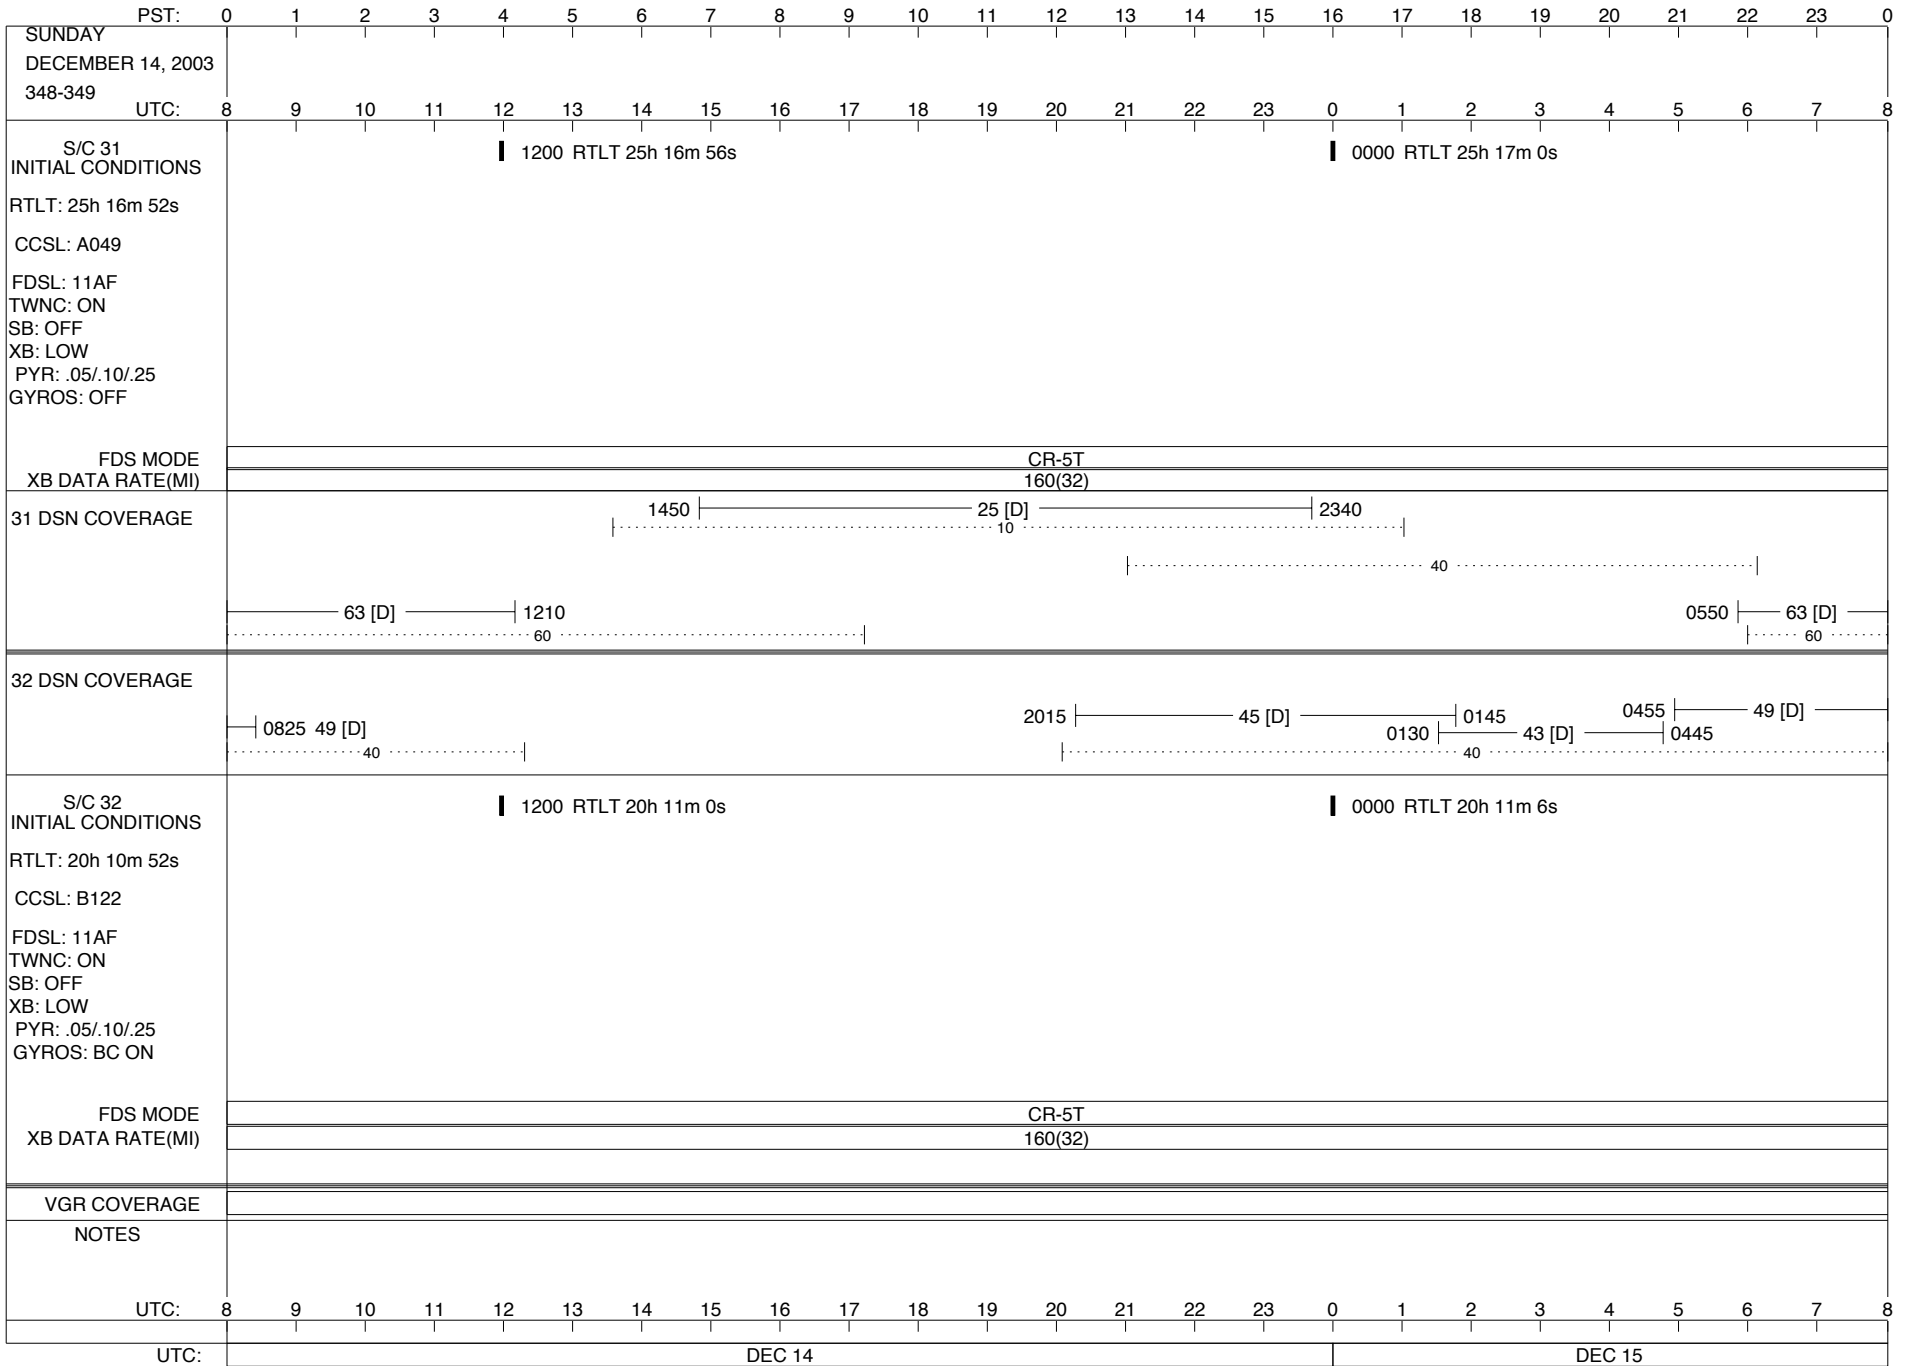 PST: 0 1 2 3 4 5 6 7 8 9 10 11 12 13 14 15 16 17 18 19 20 21 22 23 0
SUNDAY
DECEMBER 14, 2003
348-349
UTC: 8 9 10 11 12 13 14 15 16 17 18 19 20 21 22 23 0 1 2 3 4 5 6 7 8
S/C 31
INITIAL CONDITIONS
1200 RTLT 25h 16m 56s
0000 RTLT 25h 17m 0s
RTLT: 25h 16m 52s
CCSL: A049
FDSL: 11AF
TWNC: ON
SB: OFF
XB: LOW
PYR: .05/.10/.25
GYROS: OFF
FDS MODE CR-5T
XB DATA RATE(MI) 160(32)
31 DSN COVERAGE
1450 25 [D] 2340
10
40
63 [D] 1210
0550 63 [D]
60
60
32 DSN COVERAGE
0825 49 [D]
2015 45 [D] 0145
0455 49 [D]
0130 43 [D] 0445
40
40
S/C 32
INITIAL CONDITIONS
1200 RTLT 20h 11m 0s
0000 RTLT 20h 11m 6s
RTLT: 20h 10m 52s
CCSL: B122
FDSL: 11AF
TWNC: ON
SB: OFF
XB: LOW
PYR: .05/.10/.25
GYROS: BC ON
FDS MODE CR-5T
XB DATA RATE(MI) 160(32)
VGR COVERAGE
NOTES
UTC: 8 9 10 11 12 13 14 15 16 17 18 19 20 21 22 23 0 1 2 3 4 5 6 7 8
UTC: DEC 14 DEC 15